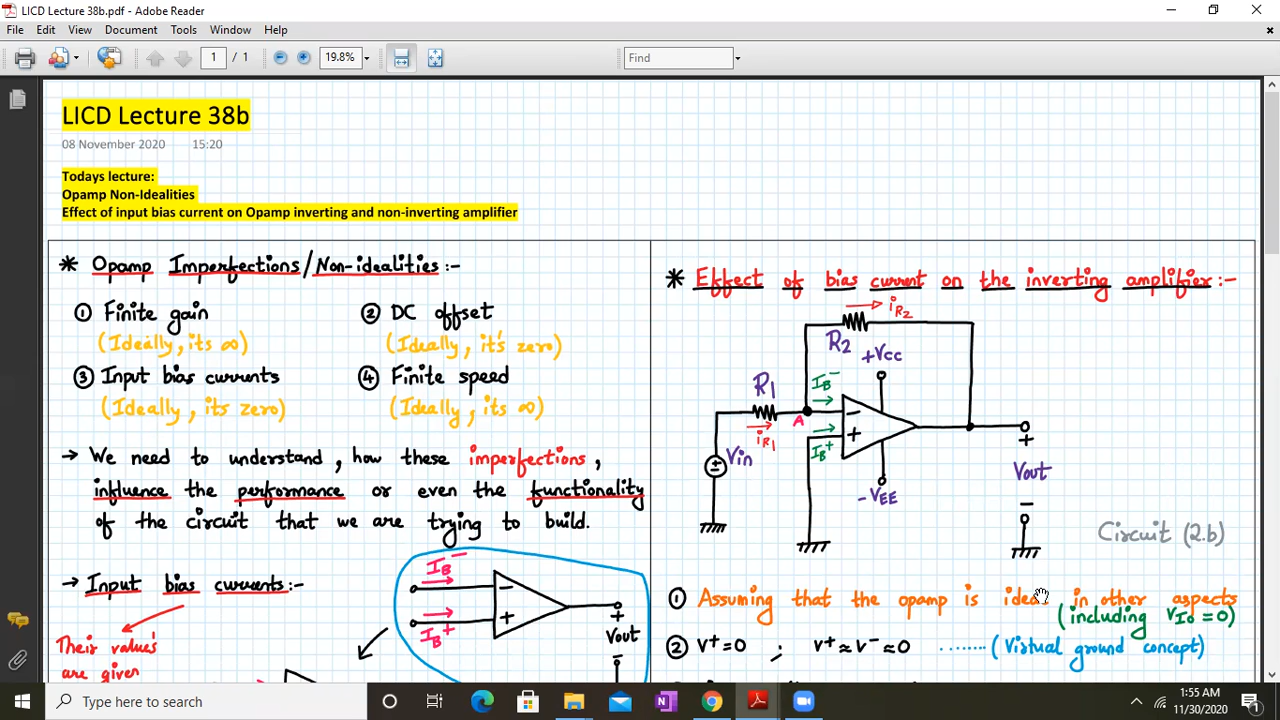 LICD Lecture 38b.pdf - Adobe Reader
File Edit View Document Tools Window Help
1 / 1 19.8% Find
LICD Lecture 38b
08 November 2020 15:20
Todays lecture:
Opamp Non-Idealities
Effect of input bias current on Opamp inverting and non-inverting amplifier
* Opamp Imperfections/Non-idealities :-
① Finite gain ② DC offset
(Ideally, its ∞) (Ideally, it's zero)
③ Input bias currents ④ Finite speed
(Ideally, its zero) (Ideally, its ∞)
→ We need to understand, how these imperfections,
influence the performance or even the functionality
of the circuit that we are trying to build.
→ Input bias currents:-
Their value's
are given
IB-
IB+
-
+
Vout
-
* Effect of bias current on the inverting amplifier:-
iR2
R2
+Vcc
R1
IB-
A
iR1
IB+
-
+
Vin
+
Vout
-
-VEE
Circuit (2.b)
① Assuming that the opamp is ideal in other aspects
(including VIo = 0)
② V+ = 0 ; V+ ≈ V- ≈ 0 ....... (Virtual ground concept)
Type here to search
1:55 AM
11/30/2020
1